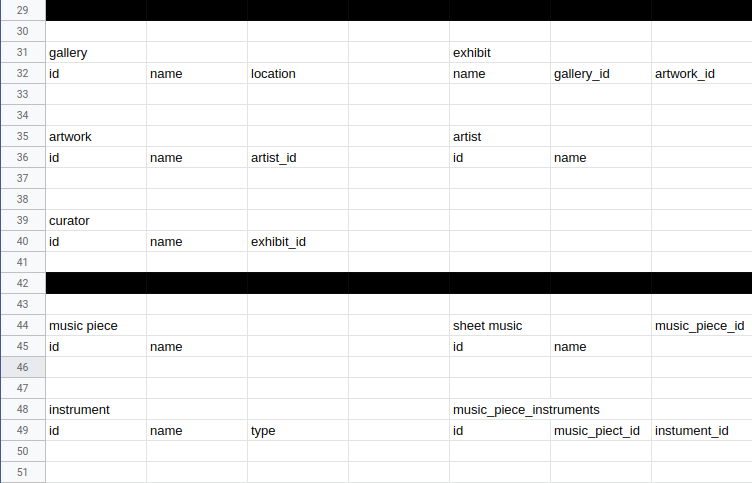 29
30
31 gallery exhibit
32 id name location name gallery_id artwork_id
33
34
35 artwork artist
36 id name artist_id id name
37
38
39 curator
40 id name exhibit_id
41
42
43
44 music piece sheet music music_piece_id
45 id name id name
46
47
48 instrument music_piece_instruments
49 id name type id music_piect_id instument_id
50
51